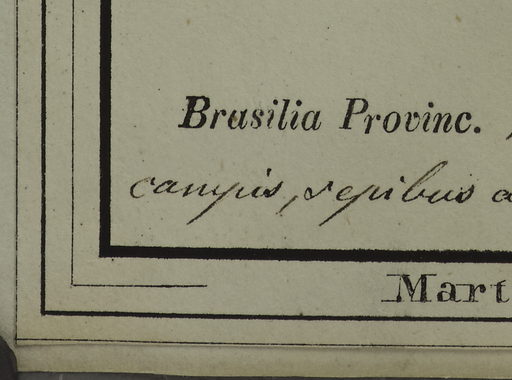 Brasilia Provinc.
campis, sepibus a
Mart